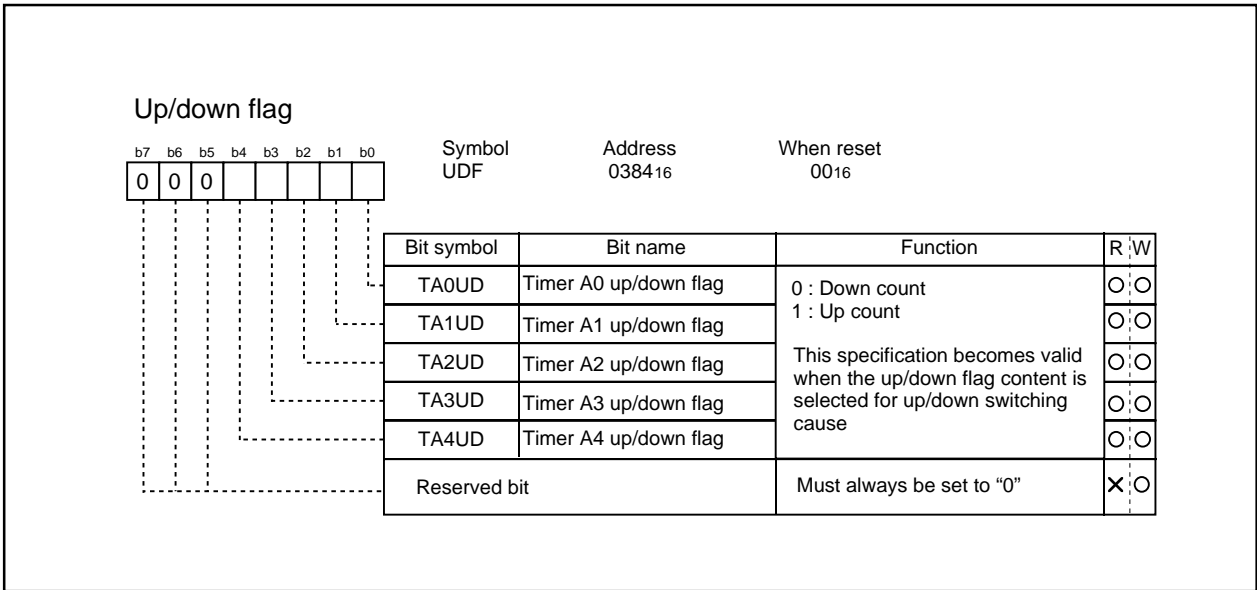 Up/down flag
b7 b6 b5 b4 b3 b2 b1 b0
0 0 0
Symbol Address When reset
UDF 038416 0016
Bit symbol Bit name Function R W
TA0UD Timer A0 up/down flag
TA1UD Timer A1 up/down flag
TA2UD Timer A2 up/down flag
TA3UD Timer A3 up/down flag
TA4UD Timer A4 up/down flag
0 : Down count
1 : Up count
This specification becomes valid
when the up/down flag content is
selected for up/down switching
cause
Reserved bit Must always be set to “0”